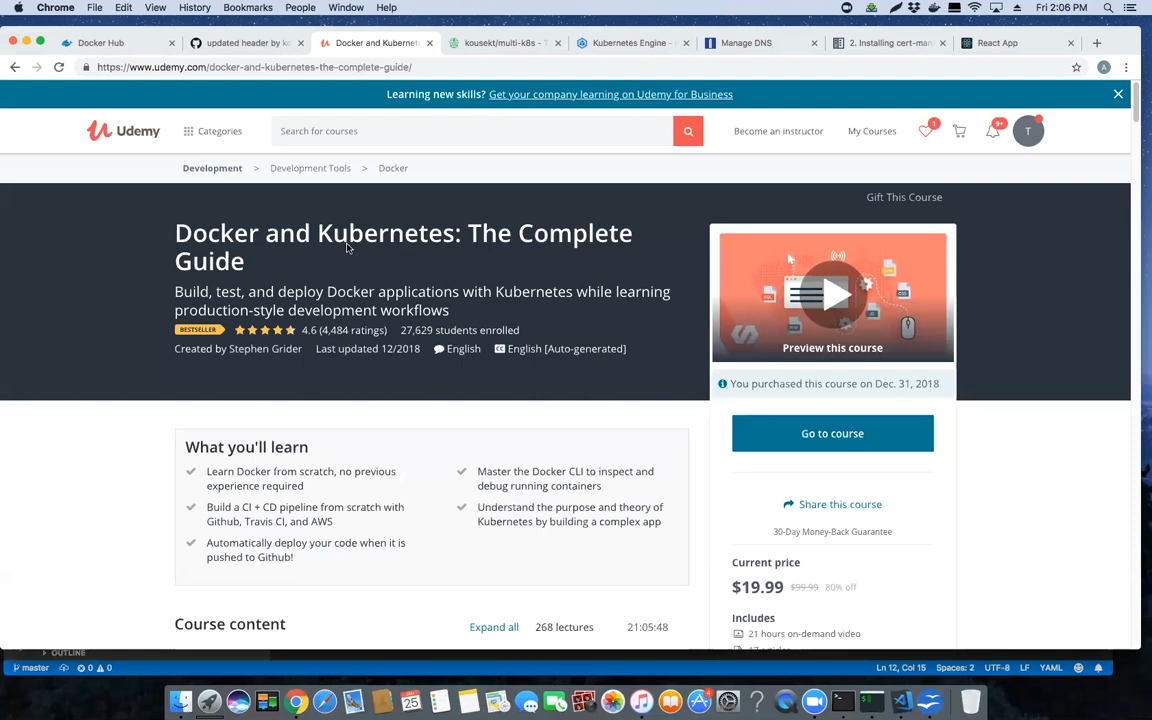 Chrome File Edit View History Bookmarks People Window Help Fri 2:06 PM
Docker Hub updated header by ko Docker and Kubernet kousekt/multi-k8s - T Kubernetes Engine - Manage DNS 2. Installing cert-man React App
https://www.udemy.com/docker-and-kubernetes-the-complete-guide/ A
Learning new skills? Get your company learning on Udemy for Business
Udemy Categories Search for courses Become an instructor My Courses 1 9+ T
Development > Development Tools > Docker
Gift This Course
Docker and Kubernetes: The Complete
Guide
Build, test, and deploy Docker applications with Kubernetes while learning
production-style development workflows
BESTSELLER 4.6 (4,484 ratings) 27,629 students enrolled
Created by Stephen Grider Last updated 12/2018 English English [Auto-generated]
Preview this course
You purchased this course on Dec. 31, 2018
Go to course
Share this course
30-Day Money-Back Guarantee
Current price
$19.99 $99.99 80% off
Includes
21 hours on-demand video
What you'll learn
Learn Docker from scratch, no previous
experience required
Build a CI + CD pipeline from scratch with
Github, Travis CI, and AWS
Automatically deploy your code when it is
pushed to Github!
Master the Docker CLI to inspect and
debug running containers
Understand the purpose and theory of
Kubernetes by building a complex app
Course content Expand all 268 lectures 21:05:48
OUTLINE
master 0 0 Ln 12, Col 15 Spaces: 2 UTF-8 LF YAML
25